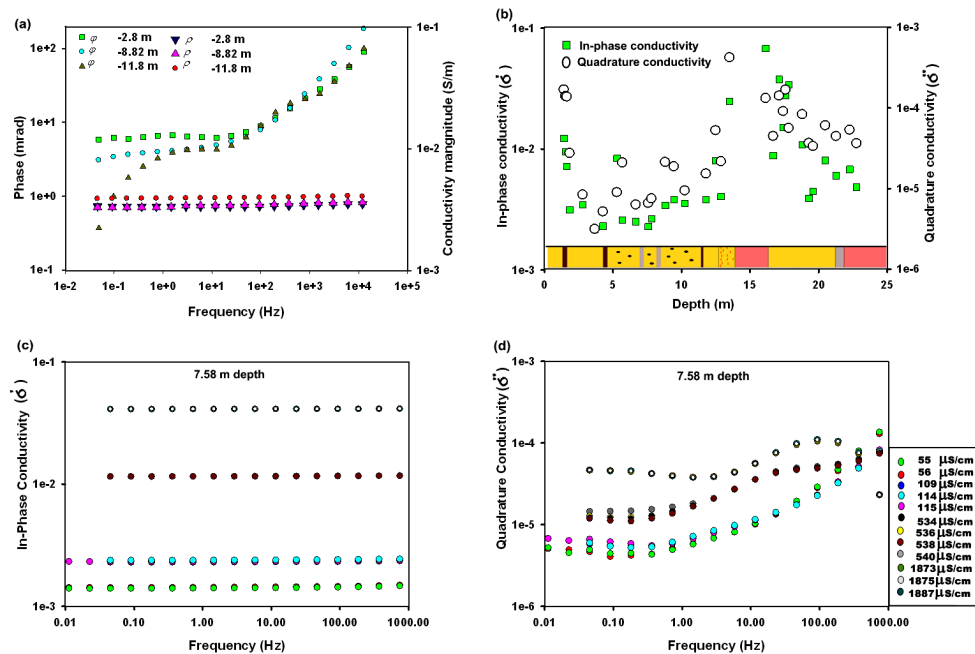 (a)
φ -2.8 m ρ -2.8 m
φ -8.82 m ρ -8.82 m
φ -11.8 m ρ -11.8 m
Phase (mrad)
1e+2
1e+1
1e+0
1e-1
Conductivity mangnitude (S/m)
1e-1
1e-2
1e-3
1e-2 1e-1 1e+0 1e+1 1e+2 1e+3 1e+4 1e+5
Frequency (Hz)
(b)
In-phase conductivity
Quadrature conductivity
In-phase conductivity (σ')
1e-1
1e-2
1e-3
Quadrature conductivity (σ'')
1e-3
1e-4
1e-5
1e-6
0 5 10 15 20 25
Depth (m)
(c)
7.58 m depth
In-Phase Conductivity (σ')
1e-1
1e-2
1e-3
0.01 0.10 1.00 10.00 100.00 1000.00
Frequency (Hz)
(d)
7.58 m depth
Quadrature Conductivity (σ'')
1e-3
1e-4
1e-5
1e-6
0.01 0.10 1.00 10.00 100.00 1000.00
Frequency (Hz)
55 µS/cm
56 µS/cm
109 µS/cm
114 µS/cm
115 µS/cm
534 µS/cm
536 µS/cm
538 µS/cm
540 µS/cm
1873 µS/cm
1875 µS/cm
1887 µS/cm